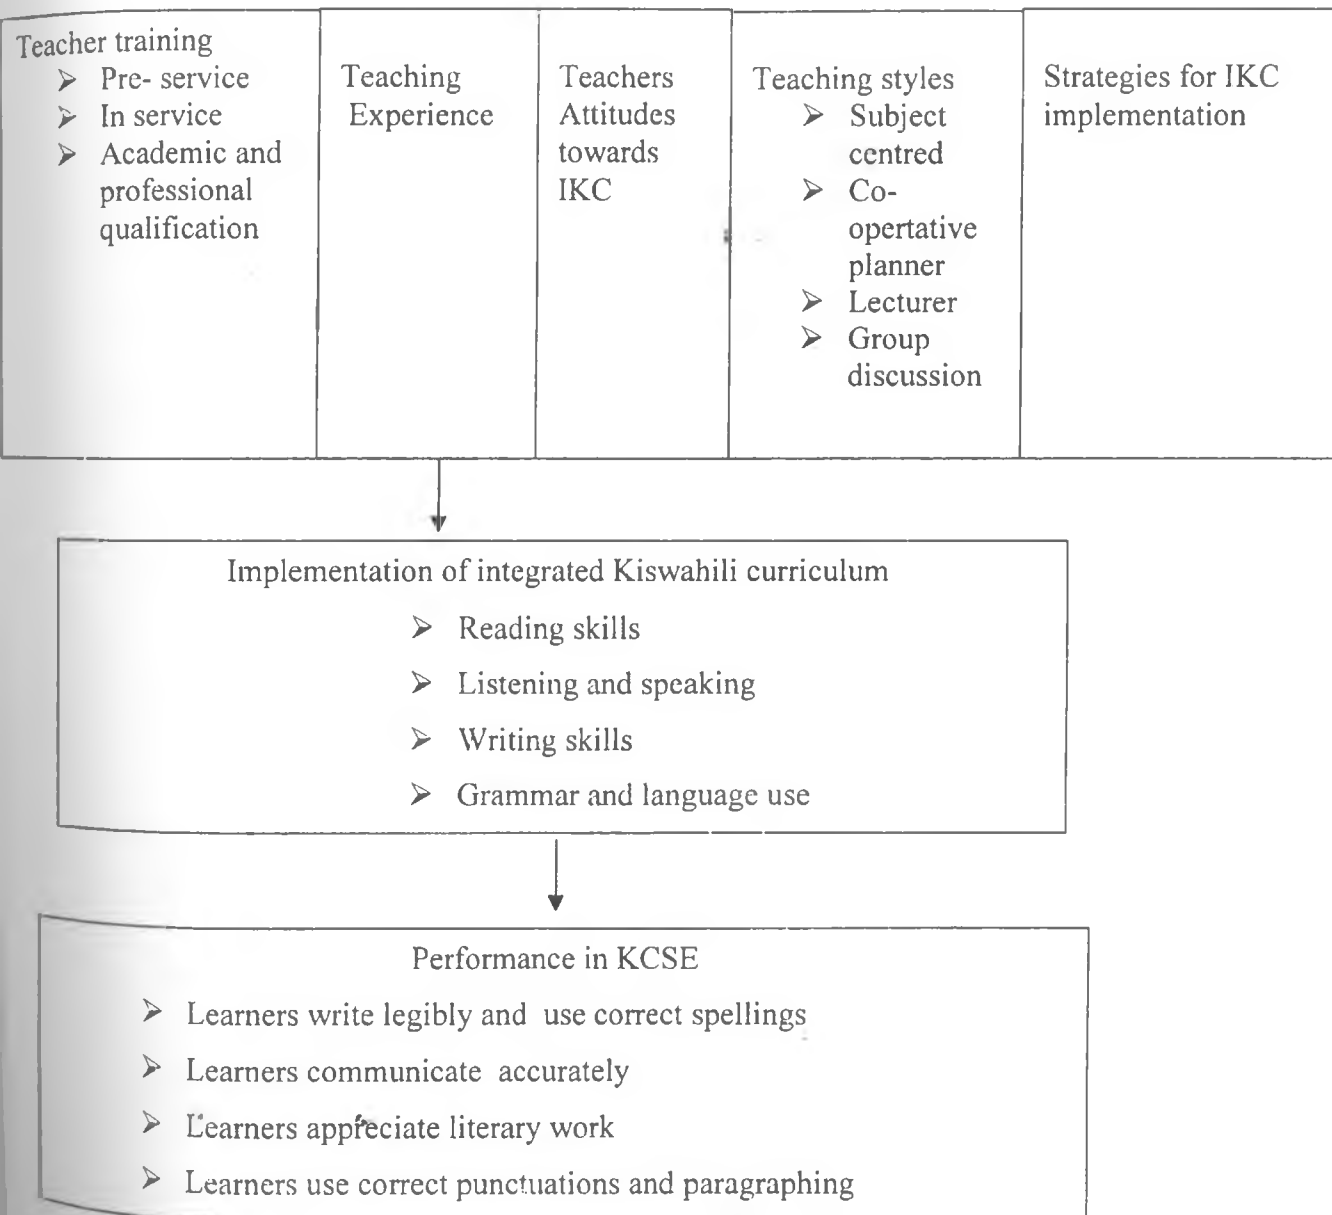 Teacher training
➢ Pre- service
➢ In service
➢ Academic and
professional
qualification
Teaching
Experience
Teachers
Attitudes
towards
IKC
Teaching styles
➢ Subject
centred
➢ Co-
opertative
planner
➢ Lecturer
➢ Group
discussion
Strategies for IKC
implementation
Implementation of integrated Kiswahili curriculum
➢ Reading skills
➢ Listening and speaking
➢ Writing skills
➢ Grammar and language use
Performance in KCSE
➢ Learners write legibly and use correct spellings
➢ Learners communicate accurately
➢ Learners appreciate literary work
➢ Learners use correct punctuations and paragraphing